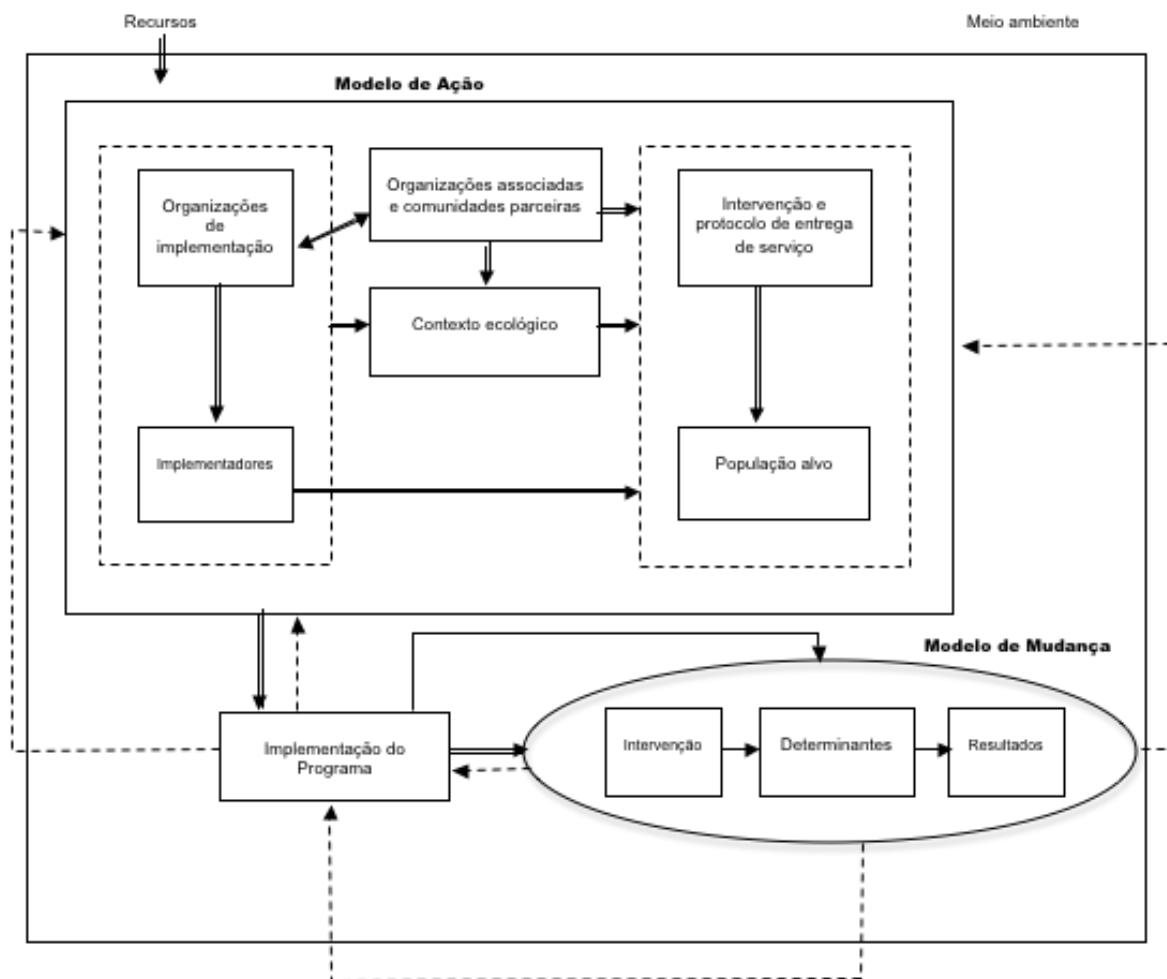 Recursos
Meio ambiente
Modelo de Ação
Organizações
de
implementação
Organizações associadas
e comunidades parceiras
Intervenção e
protocolo de entrega
de serviço
Contexto ecológico
Implementadores
População alvo
Modelo de Mudança
Implementação do
Programa
Intervenção
Determinantes
Resultados